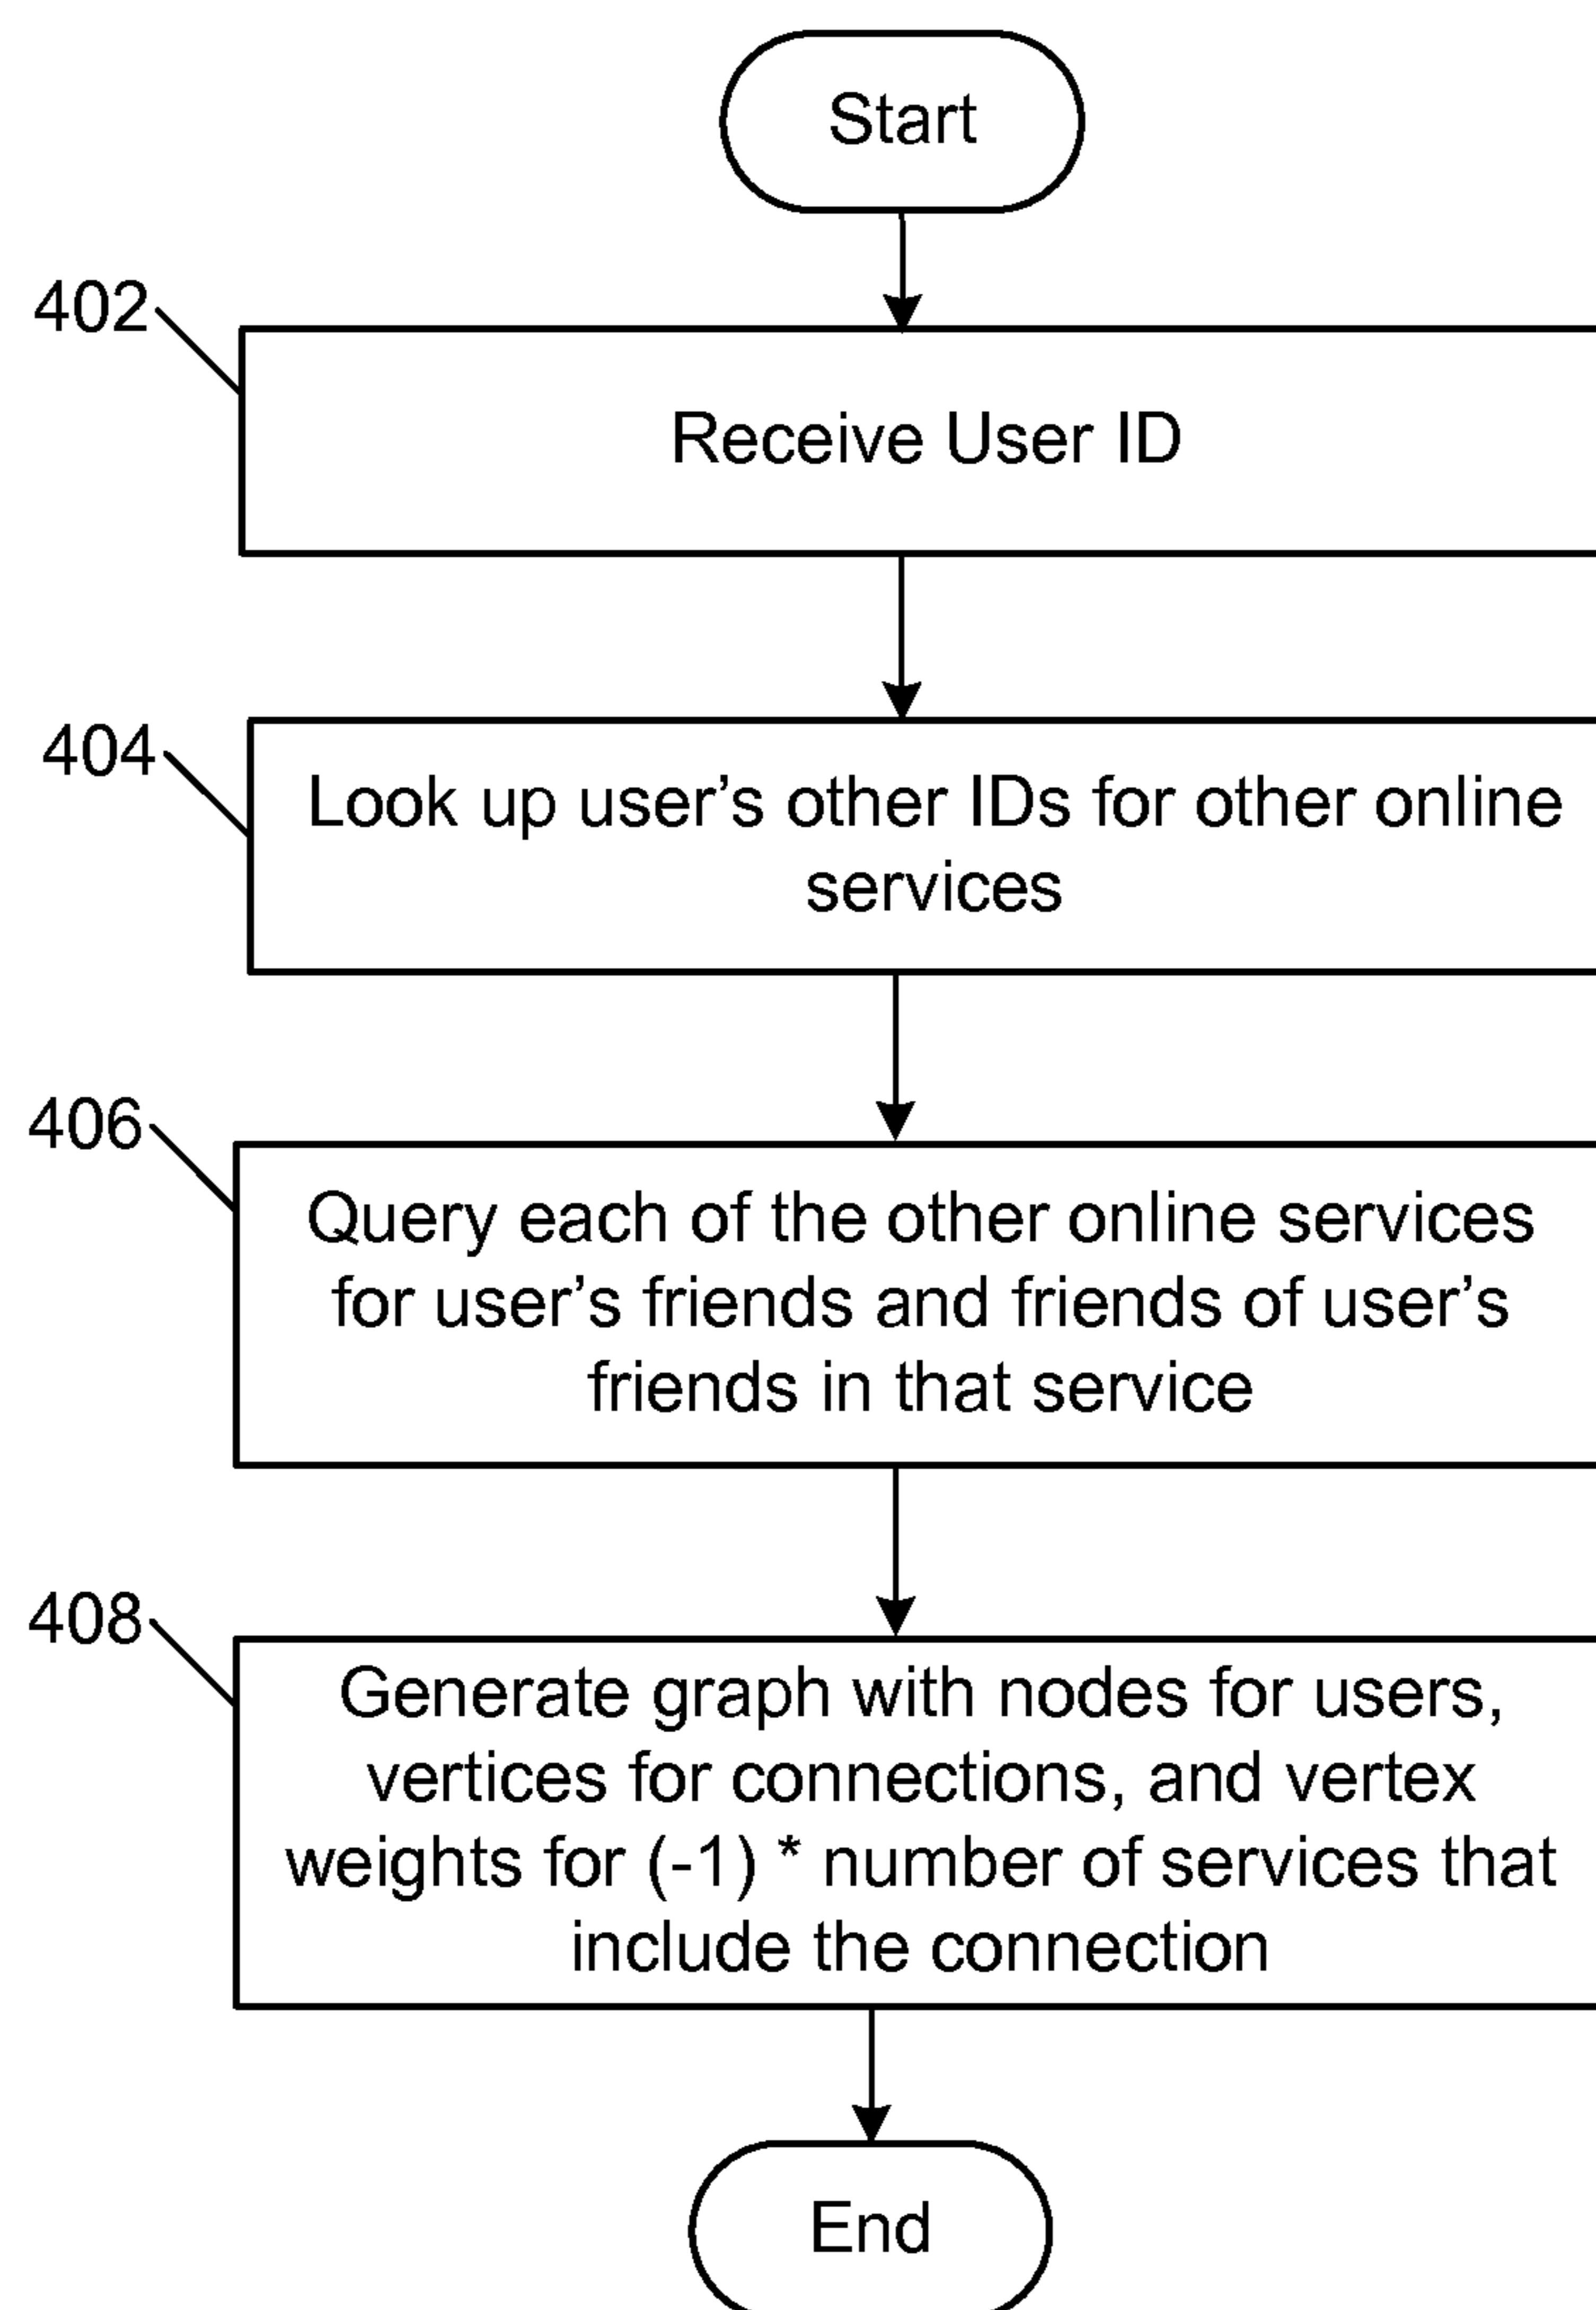 Start
402
Receive User ID
404
Look up user's other IDs for other online
services
406
Query each of the other online services
for user's friends and friends of user's
friends in that service
408
Generate graph with nodes for users,
vertices for connections, and vertex
weights for (-1) * number of services that
include the connection
End